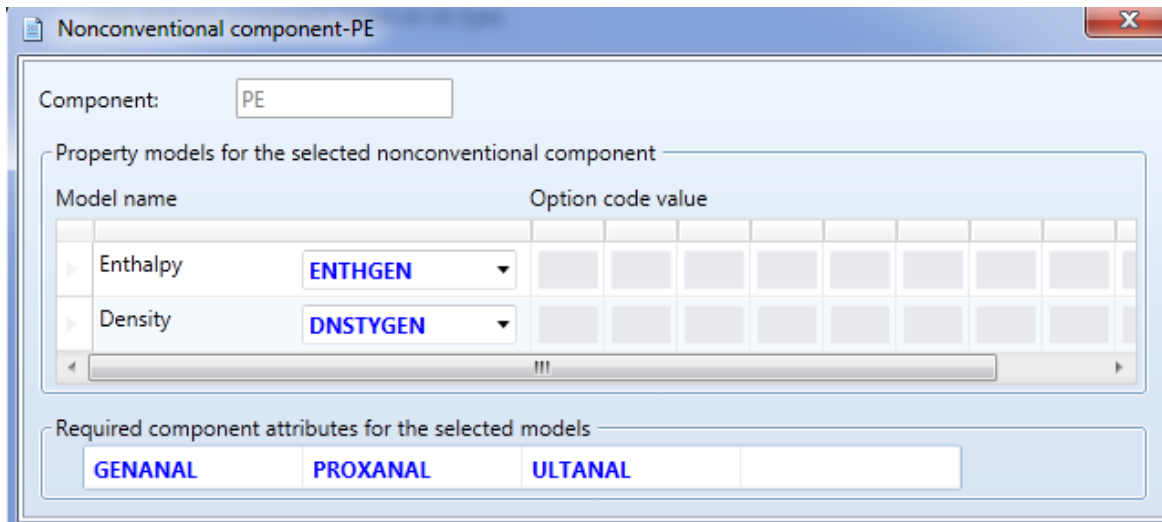 Nonconventional component-PE
Component: PE
Property models for the selected nonconventional component
Model name Option code value
Enthalpy ENTHGEN
Density DNSTYGEN
Required component attributes for the selected models
GENANAL PROXANAL ULTANAL